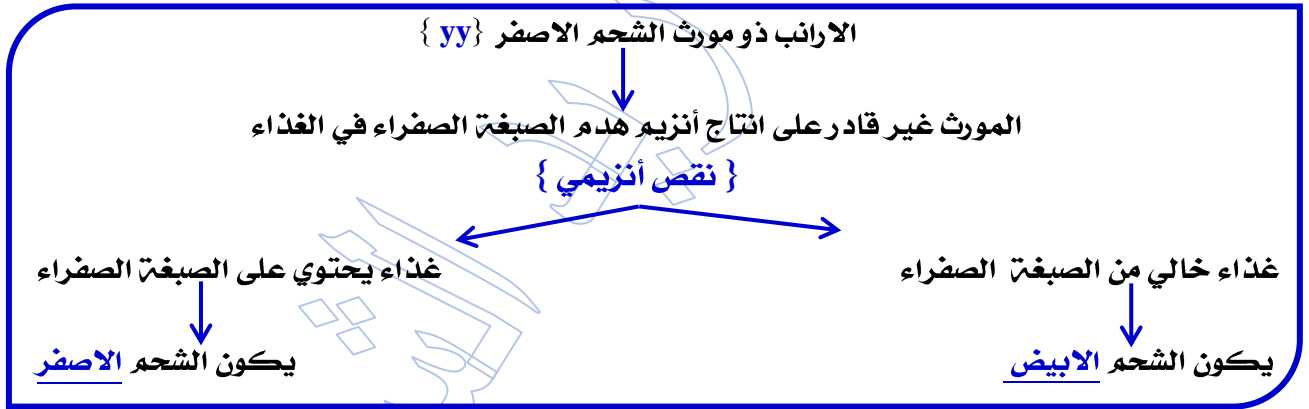 الارانب ذو مورث الشحم الاصفر {yy}
المورث غير قادر على انتاج أنزيم هدم الصبغة الصفراء في الغذاء
{ نقص أنزيمي }
غذاء خالي من الصبغة الصفراء
غذاء يحتوي على الصبغة الصفراء
يكون الشحم الابيض
يكون الشحم الاصفر